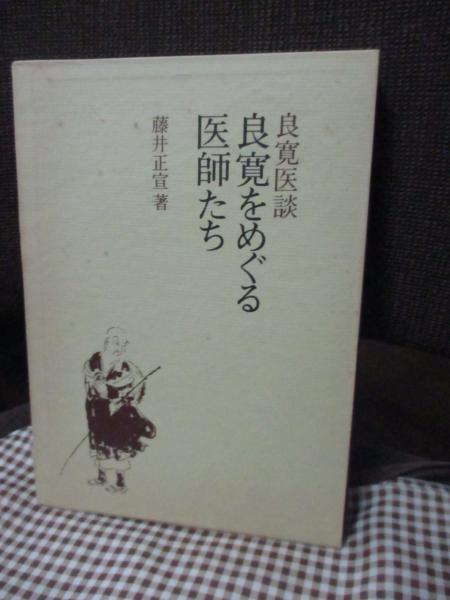 良寛医談
良寛をめぐる
医師たち
藤井正宣 著